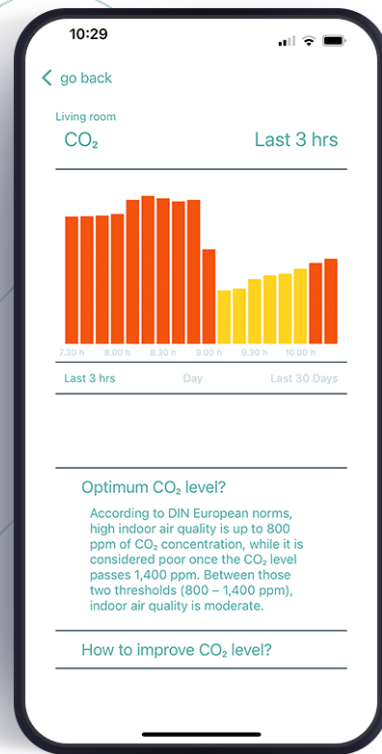 10:29
go back
Living room
CO₂ Last 3 hrs
7.30 h 8.00 h 8.30 h 9.00 h 9.30 h 10.00 h
Last 3 hrs Day Last 30 Days
Optimum CO₂ level?
According to DIN European norms,
high indoor air quality is up to 800
ppm of CO₂ concentration, while it is
considered poor once the CO₂ level
passes 1,400 ppm. Between those
two thresholds (800 – 1,400 ppm),
indoor air quality is moderate.
How to improve CO₂ level?